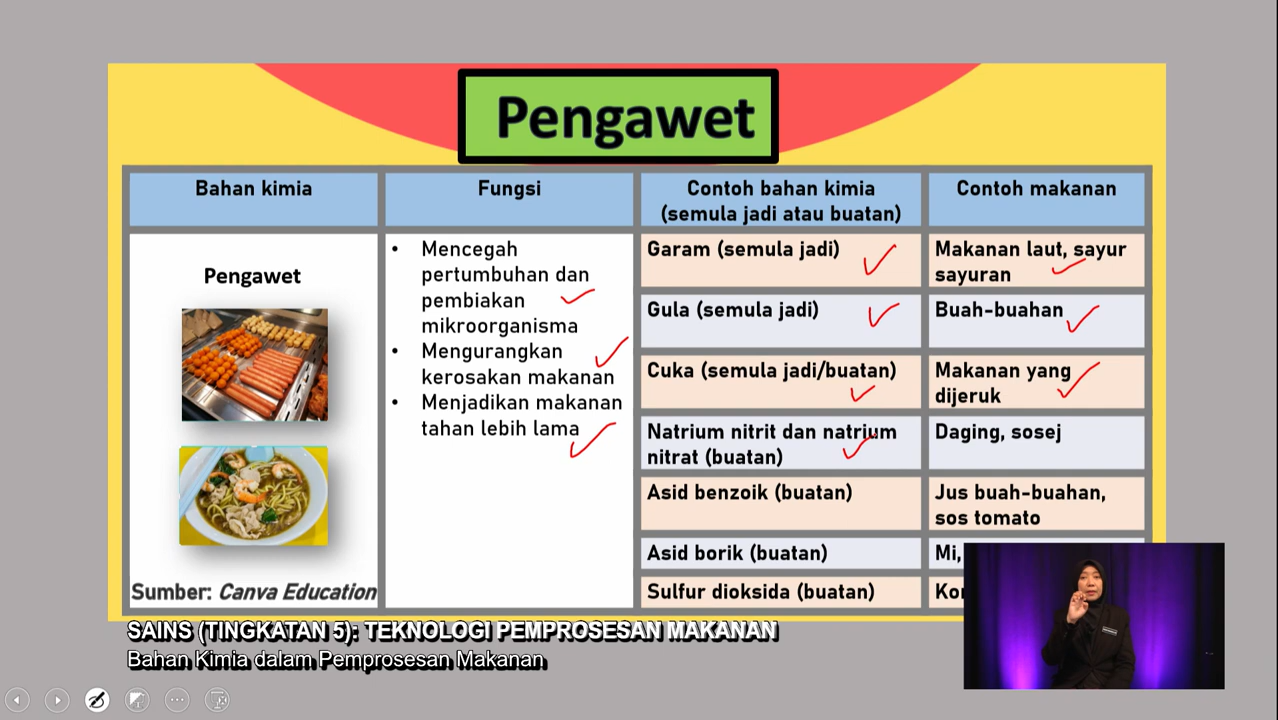 Pengawet
Bahan kimia
Fungsi
Contoh bahan kimia
(semula jadi atau buatan)
Contoh makanan
Pengawet
Sumber: Canva Education
• Mencegah
pertumbuhan dan
pembiakan
mikroorganisma
• Mengurangkan
kerosakan makanan
• Menjadikan makanan
tahan lebih lama
Garam (semula jadi)
Makanan laut, sayur
sayuran
Gula (semula jadi)
Buah-buahan
Cuka (semula jadi/buatan)
Makanan yang
dijeruk
Natrium nitrit dan natrium
nitrat (buatan)
Daging, sosej
Asid benzoik (buatan)
Jus buah-buahan,
sos tomato
Asid borik (buatan)
Mi,
Sulfur dioksida (buatan)
SAINS (TINGKATAN 5): TEKNOLOGI PEMPROSESAN MAKANAN
Bahan Kimia dalam Pemprosesan Makanan